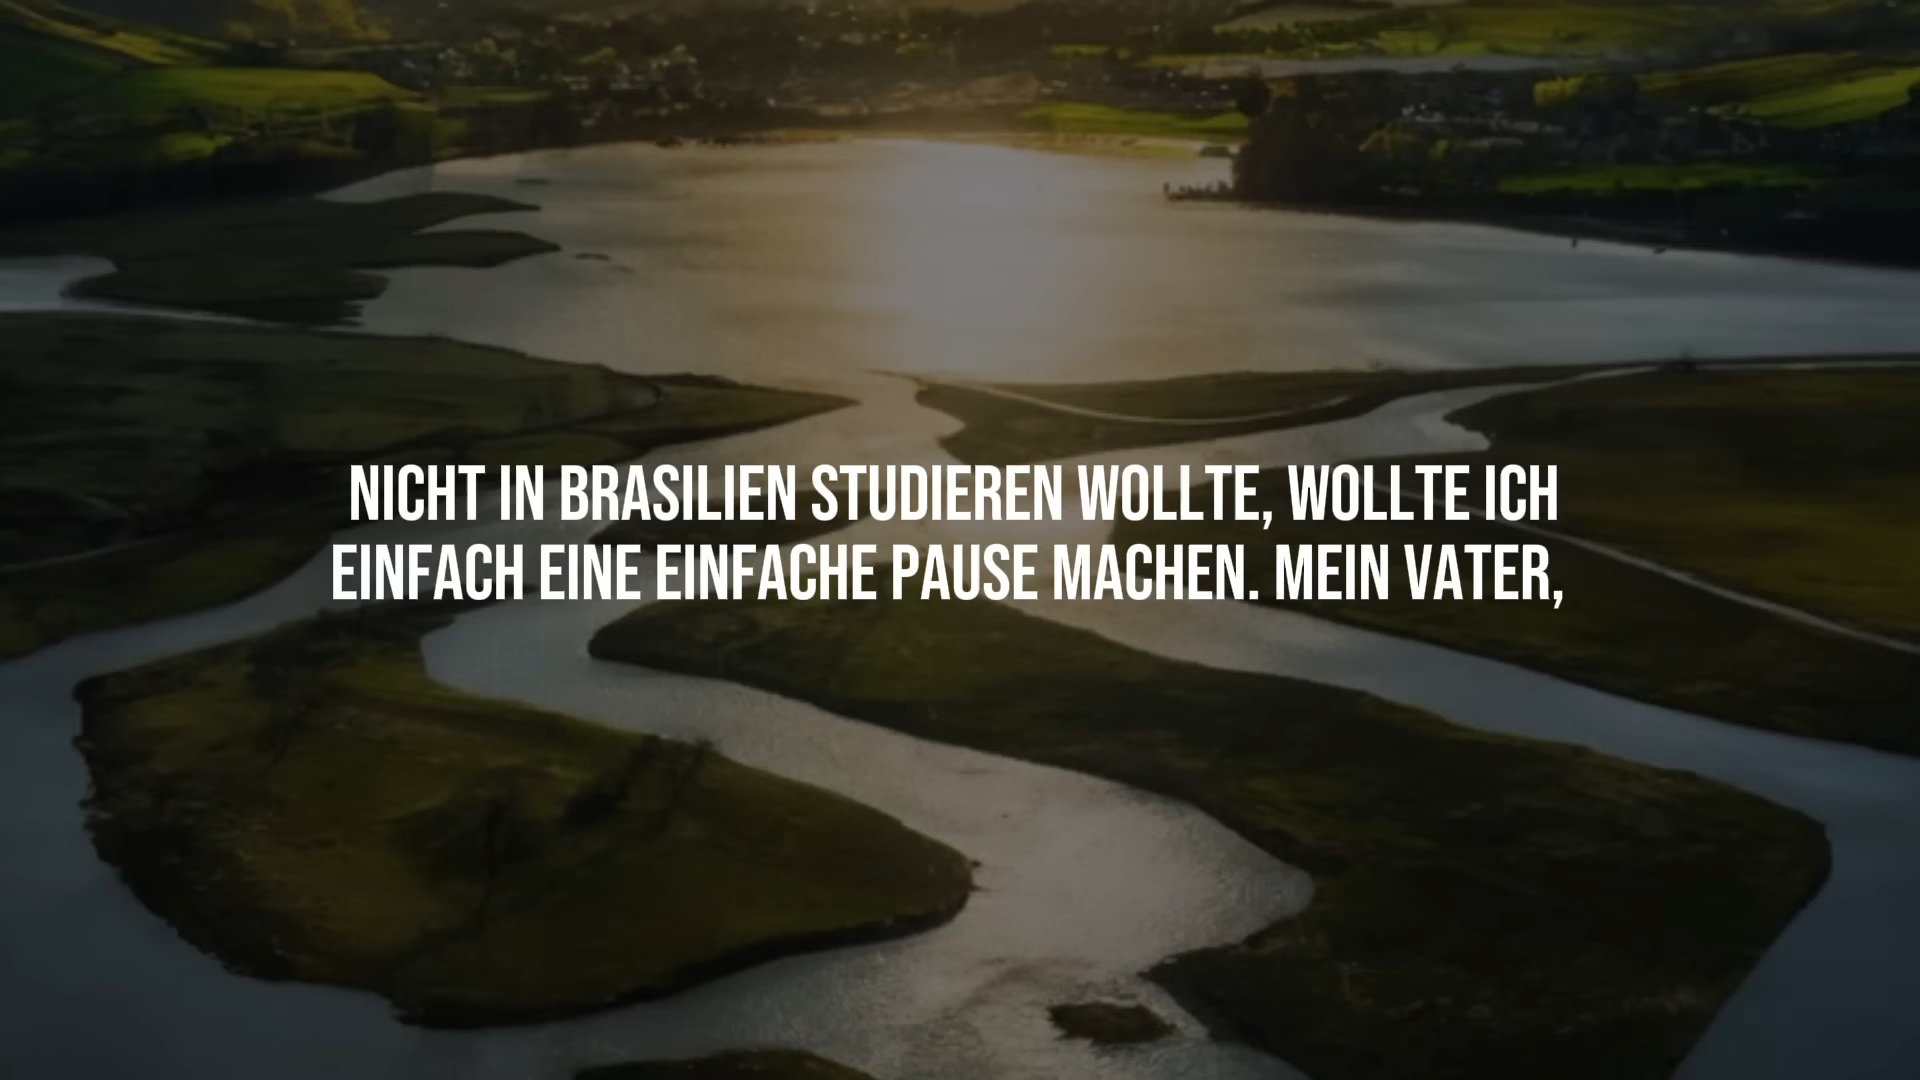 NICHT IN BRASILIEN STUDIEREN WOLLTE, WOLLTE ICH
EINFACH EINE EINFACHE PAUSE MACHEN. MEIN VATER,